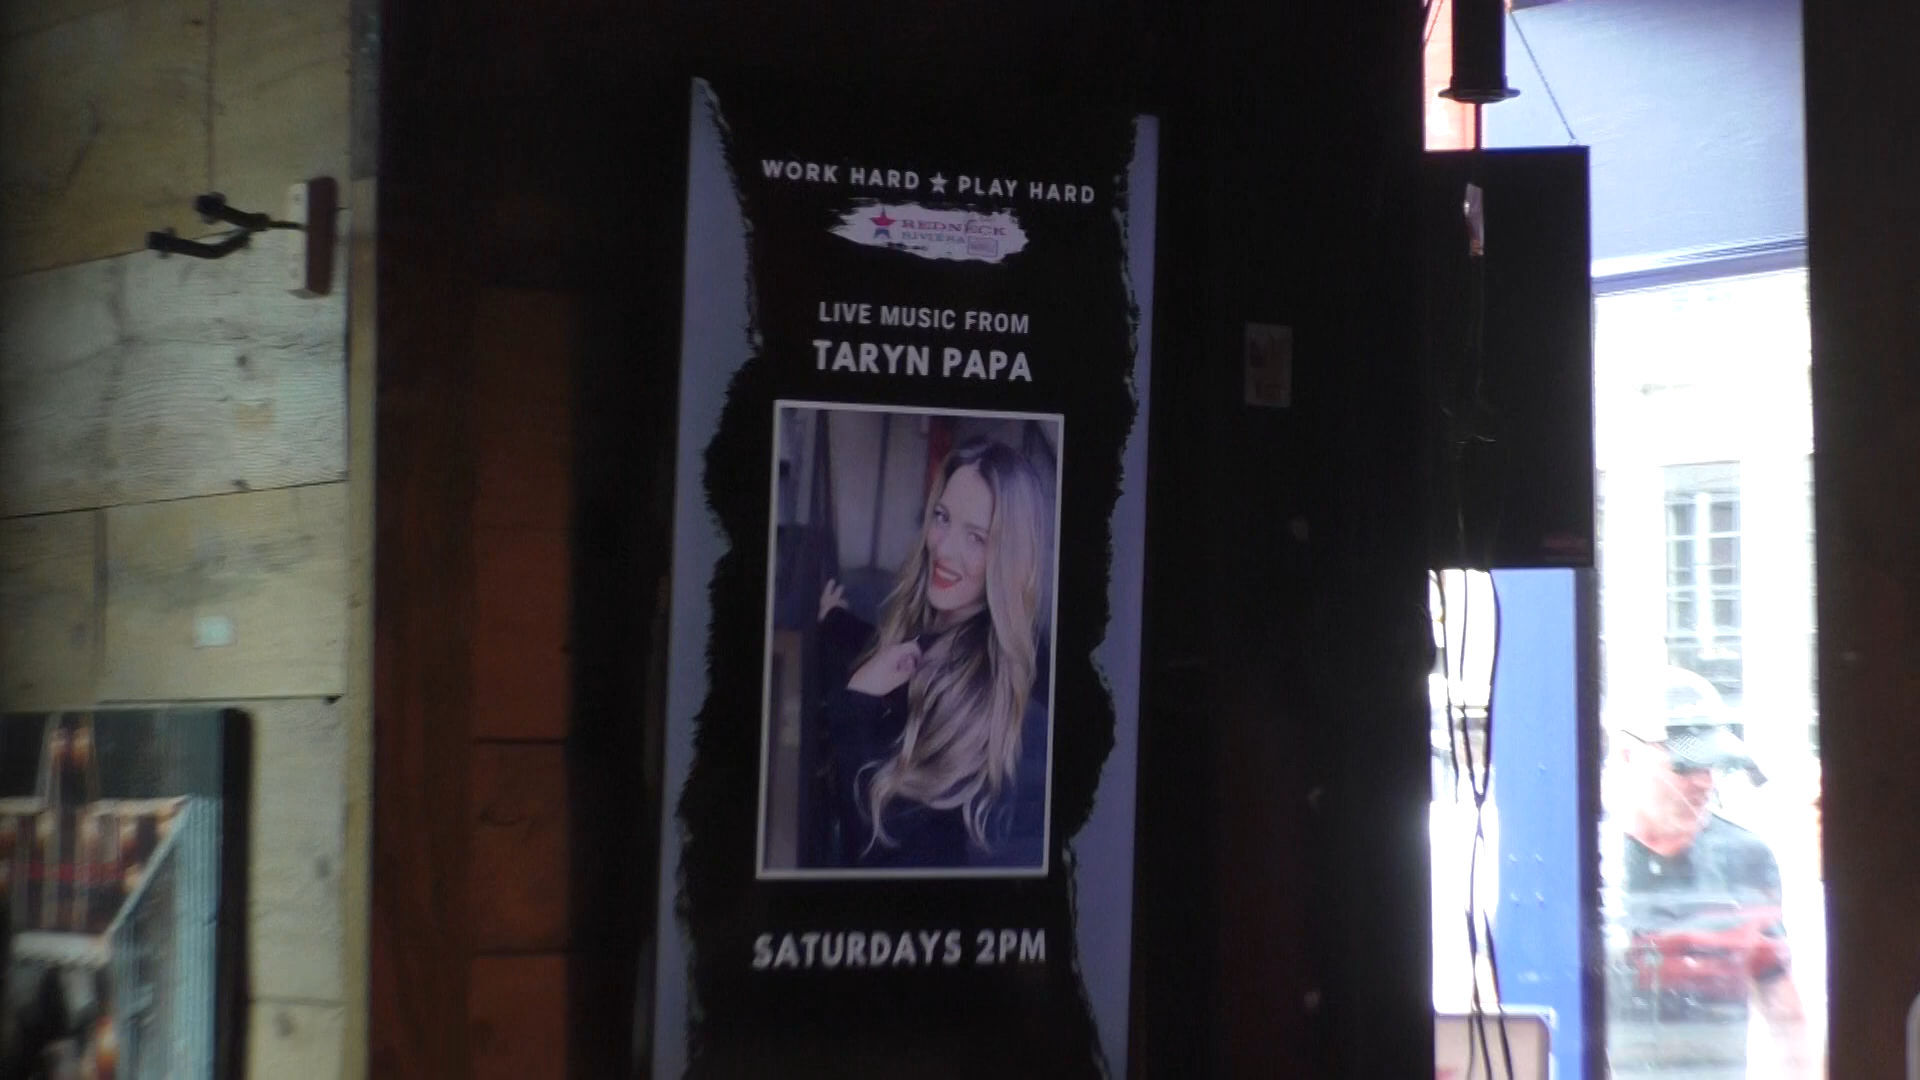 WORK HARD ★ PLAY HARD
REDNECK
RIVIERA
LIVE MUSIC FROM
TARYN PAPA
SATURDAYS 2PM